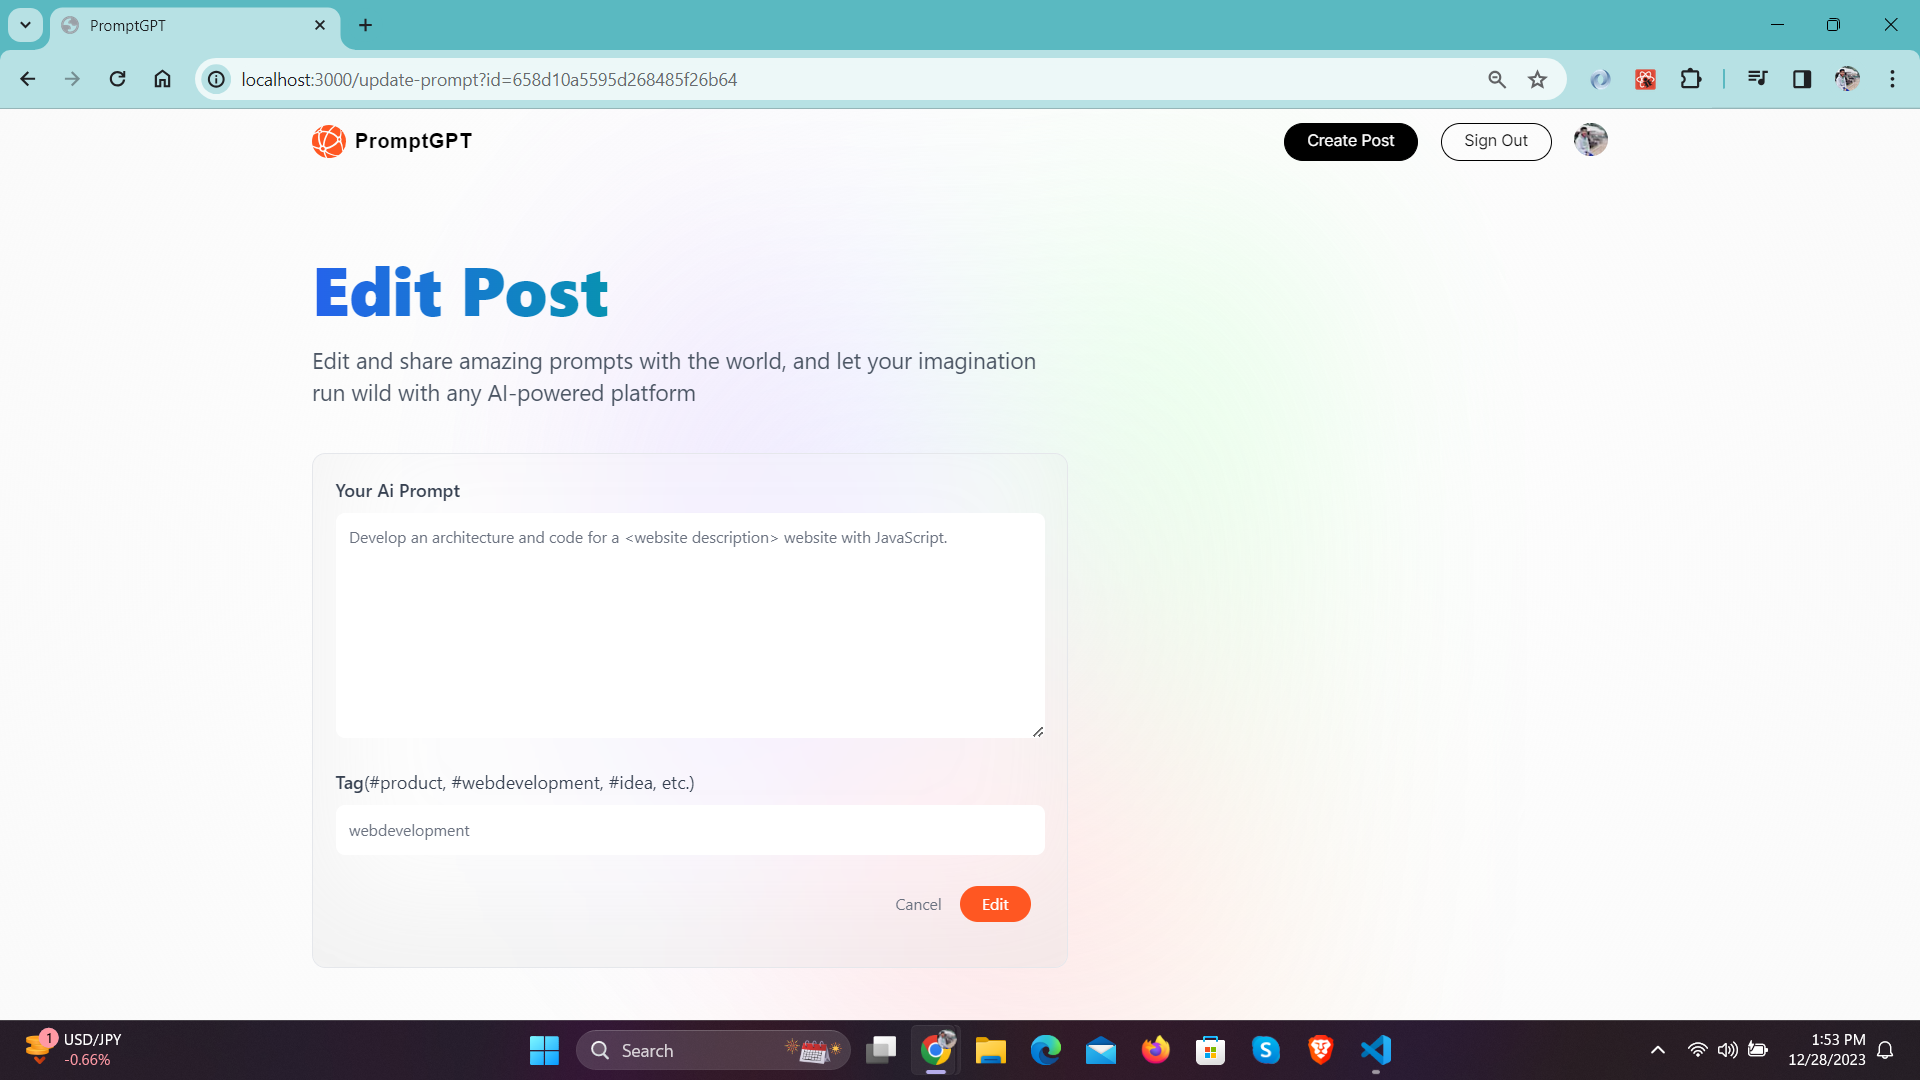 PromptGPT
localhost:3000/update-prompt?id=658d10a5595d268485f26b64
PromptGPT
Create Post
Sign Out
Edit Post
Edit and share amazing prompts with the world, and let your imagination
run wild with any AI-powered platform
Your Ai Prompt
Develop an architecture and code for a <website description> website with JavaScript.
Tag(#product, #webdevelopment, #idea, etc.)
webdevelopment
Cancel
Edit
1
USD/JPY
-0.66%
Search
S
1:53 PM
12/28/2023